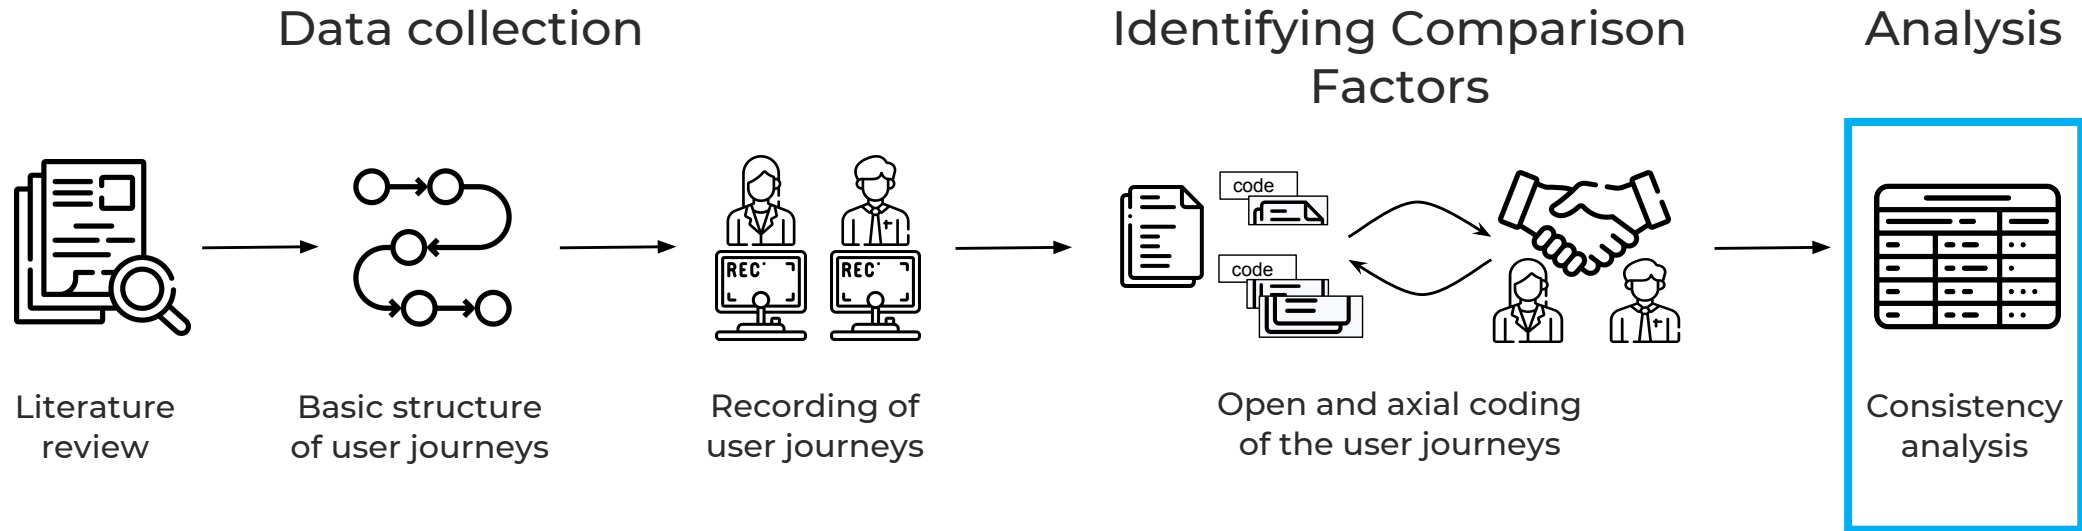 Data collection
Identifying Comparison
Factors
Analysis
REC
REC
code
code
Literature
review
Basic structure
of user journeys
Recording of
user journeys
Open and axial coding
of the user journeys
Consistency
analysis